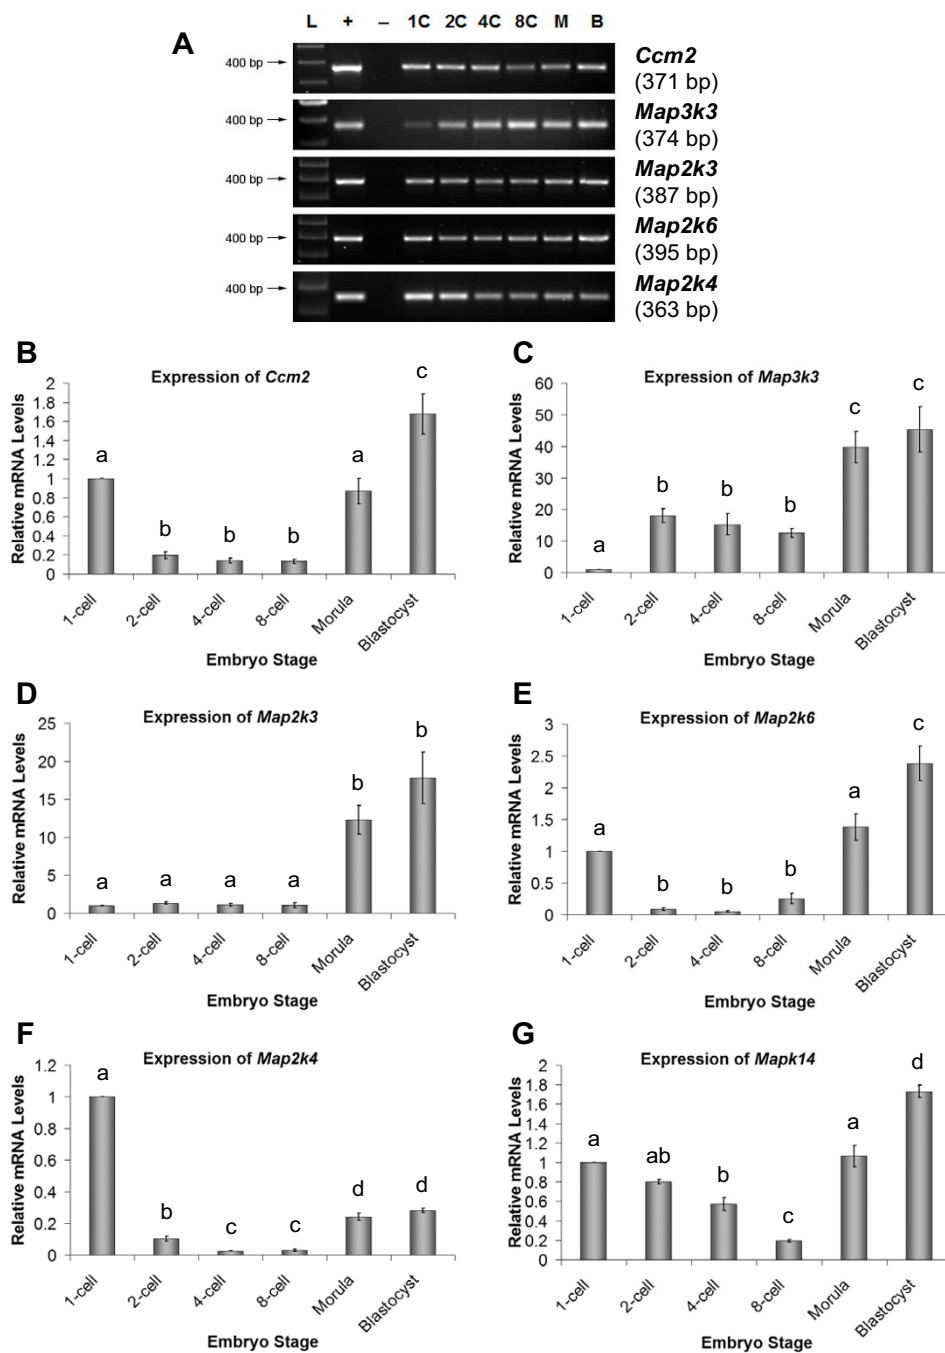 L + – 1C 2C 4C 8C M B
A
400 bp
Ccm2
(371 bp)
400 bp
Map3k3
(374 bp)
400 bp
Map2k3
(387 bp)
400 bp
Map2k6
(395 bp)
400 bp
Map2k4
(363 bp)
B
Expression of Ccm2
Relative mRNA Levels
2
1.8
1.6
1.4
1.2
1
0.8
0.6
0.4
0.2
0
a b b b a c
1-cell 2-cell 4-cell 8-cell Morula Blastocyst
Embryo Stage
C
Expression of Map3k3
Relative mRNA Levels
60
50
40
30
20
10
0
a b b b c c
1-cell 2-cell 4-cell 8-cell Morula Blastocyst
Embryo Stage
D
Expression of Map2k3
Relative mRNA Levels
25
20
15
10
5
0
a a a a b b
1-cell 2-cell 4-cell 8-cell Morula Blastocyst
Embryo Stage
E
Expression of Map2k6
Relative mRNA Levels
3
2.5
2
1.5
1
0.5
0
a b b b a c
1-cell 2-cell 4-cell 8-cell Morula Blastocyst
Embryo Stage
F
Expression of Map2k4
Relative mRNA Levels
1.2
1
0.8
0.6
0.4
0.2
0
a b c c d d
1-cell 2-cell 4-cell 8-cell Morula Blastocyst
Embryo Stage
G
Expression of Mapk14
Relative mRNA Levels
2
1.8
1.6
1.4
1.2
1
0.8
0.6
0.4
0.2
0
a ab b c a d
1-cell 2-cell 4-cell 8-cell Morula Blastocyst
Embryo Stage